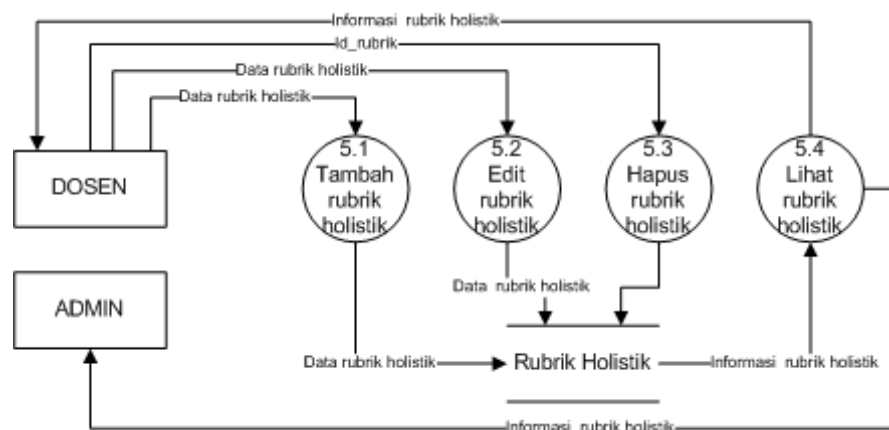 Informasi rubrik holistik
Id_rubrik
Data rubrik holistik
Data rubrik holistik
DOSEN
5.1
Tambah
rubrik
holistik
5.2
Edit
rubrik
holistik
5.3
Hapus
rubrik
holistik
5.4
Lihat
rubrik
holistik
ADMIN
Data rubrik holistik
Data rubrik holistik
Rubrik Holistik
Informasi rubrik holistik
Informasi rubrik holistik